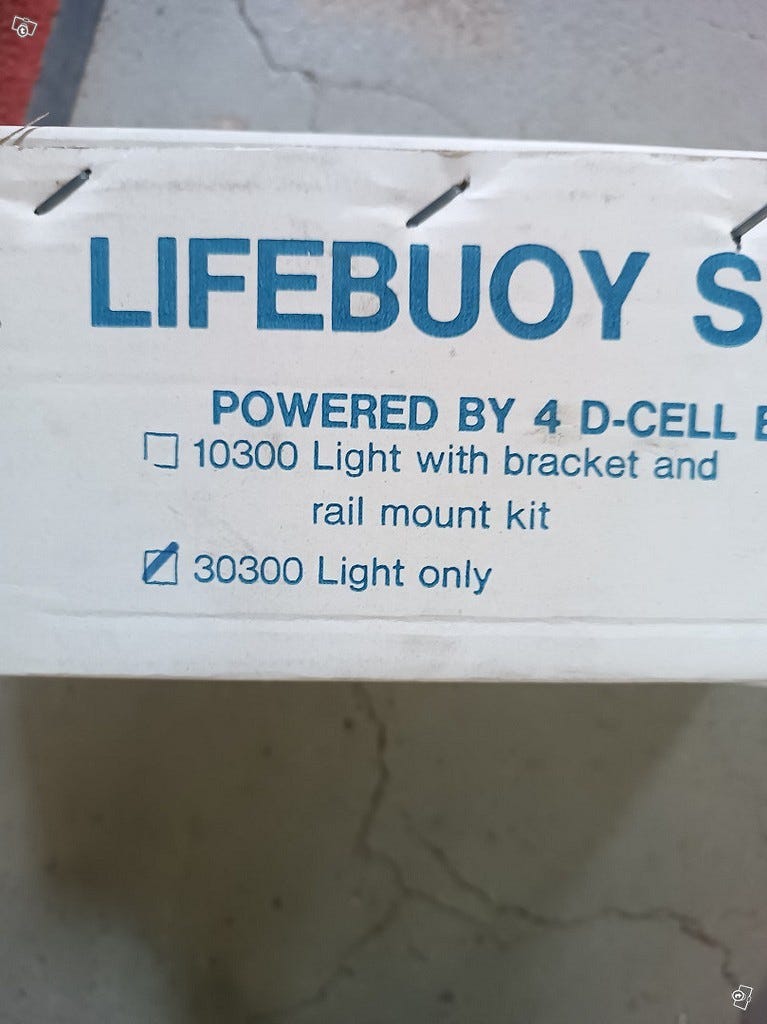 LIFEBUOY S
POWERED BY 4 D-CELL
10300 Light with bracket and
rail mount kit
30300 Light only